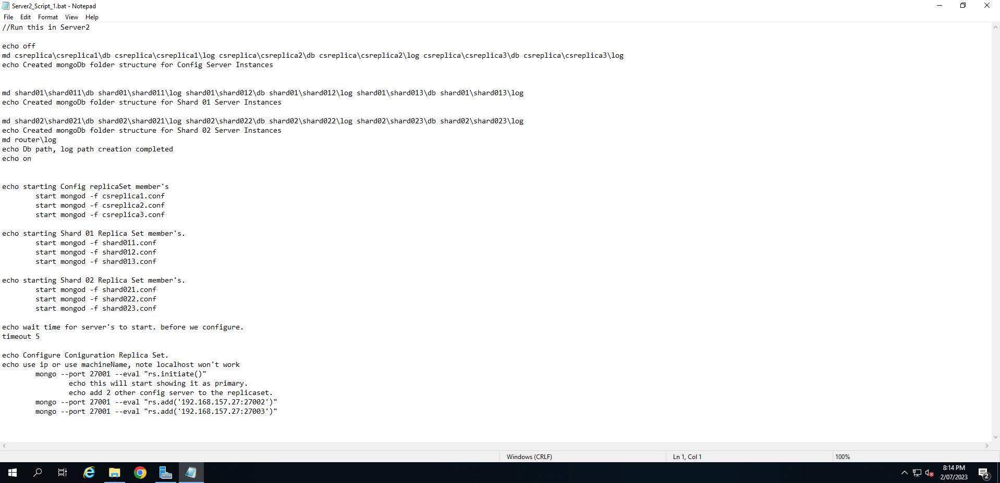 Server2_Script_1.bat - Notepad
File Edit Format View Help
//Run this in Server2
echo off
md csreplica\csreplica1\db csreplica\csreplica1\log csreplica\csreplica2\db csreplica\csreplica2\log csreplica\csreplica3\db csreplica\csreplica3\log
echo Created mongoDb folder structure for Config Server Instances
md shard01\shard011\db shard01\shard011\log shard01\shard012\db shard01\shard012\log shard01\shard013\db shard01\shard013\log
echo Created mongoDb folder structure for Shard 01 Server Instances
md shard02\shard021\db shard02\shard021\log shard02\shard022\db shard02\shard022\log shard02\shard023\db shard02\shard023\log
echo Created mongoDb folder structure for Shard 02 Server Instances
md router\log
echo Db path, log path creation completed
echo on
echo starting Config replicaSet member's
start mongod -f csreplica1.conf
start mongod -f csreplica2.conf
start mongod -f csreplica3.conf
echo starting Shard 01 Replica Set member's.
start mongod -f shard011.conf
start mongod -f shard012.conf
start mongod -f shard013.conf
echo starting Shard 02 Replica Set member's.
start mongod -f shard021.conf
start mongod -f shard022.conf
start mongod -f shard023.conf
echo wait time for server's to start. before we configure.
timeout 5
echo Configure Coniguration Replica Set.
echo use ip or use machineName, note localhost won't work
mongo --port 27001 --eval "rs.initiate()"
echo this will start showing it as primary.
echo add 2 other config server to the replicaset.
mongo --port 27001 --eval "rs.add('192.168.157.27:27002')"
mongo --port 27001 --eval "rs.add('192.168.157.27:27003')"
Windows (CRLF) Ln 1, Col 1 100%
8:14 PM
2/07/2023
2